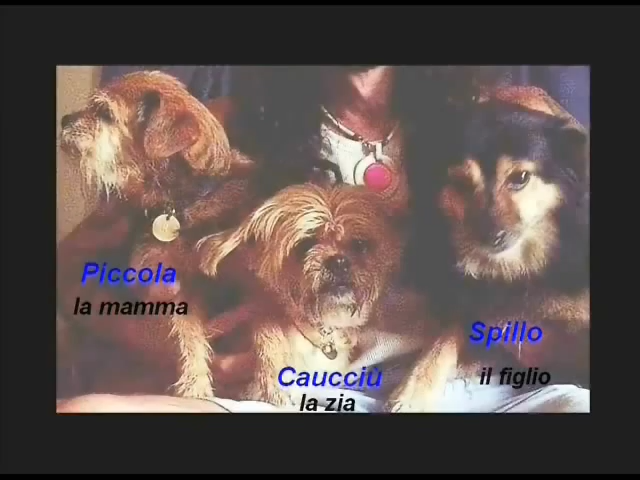 Piccola
la mamma
Caucciù
la zia
Spillo
il figlio